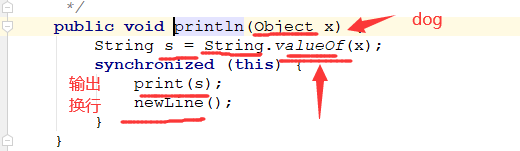 */
public void println(Object x) { dog
String s = String.valueOf(x);
synchronized (this) {
输出 print(s);
换行 newLine();
}
}